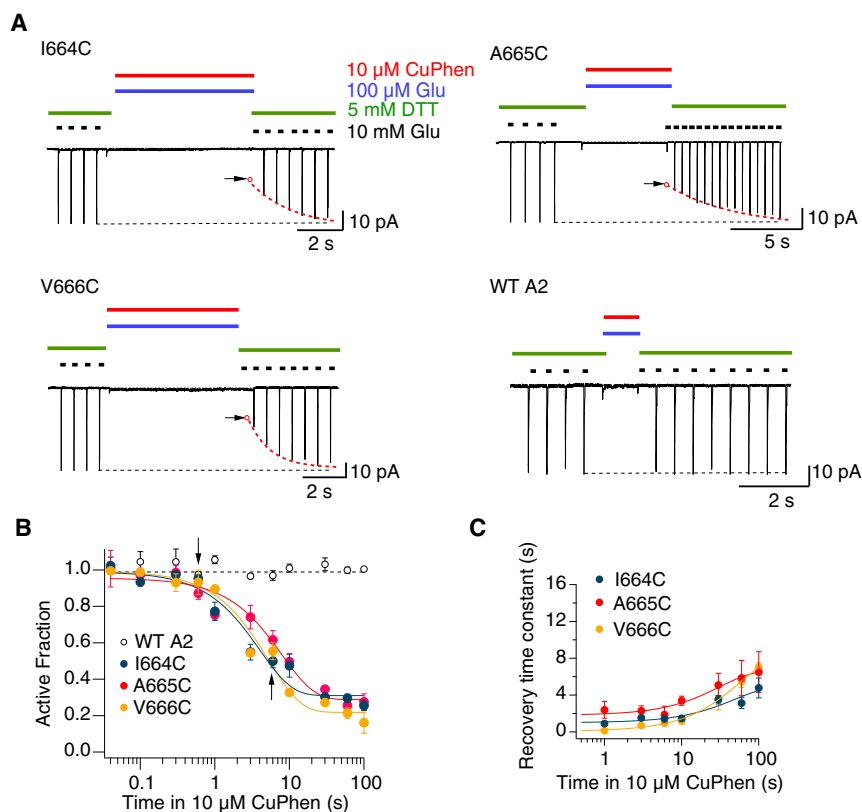 A
I664C
10 µM CuPhen
100 µM Glu
5 mM DTT
10 mM Glu
10 pA
2 s
A665C
10 pA
5 s
V666C
10 pA
2 s
WT A2
10 pA
2 s
B
Active Fraction
1.0
0.8
0.6
0.4
0.2
0.0
WT A2
I664C
A665C
V666C
0.1
1
10
100
Time in 10 µM CuPhen (s)
C
Recovery time constant (s)
16
12
8
4
0
I664C
A665C
V666C
1
10
100
Time in 10 µM CuPhen (s)